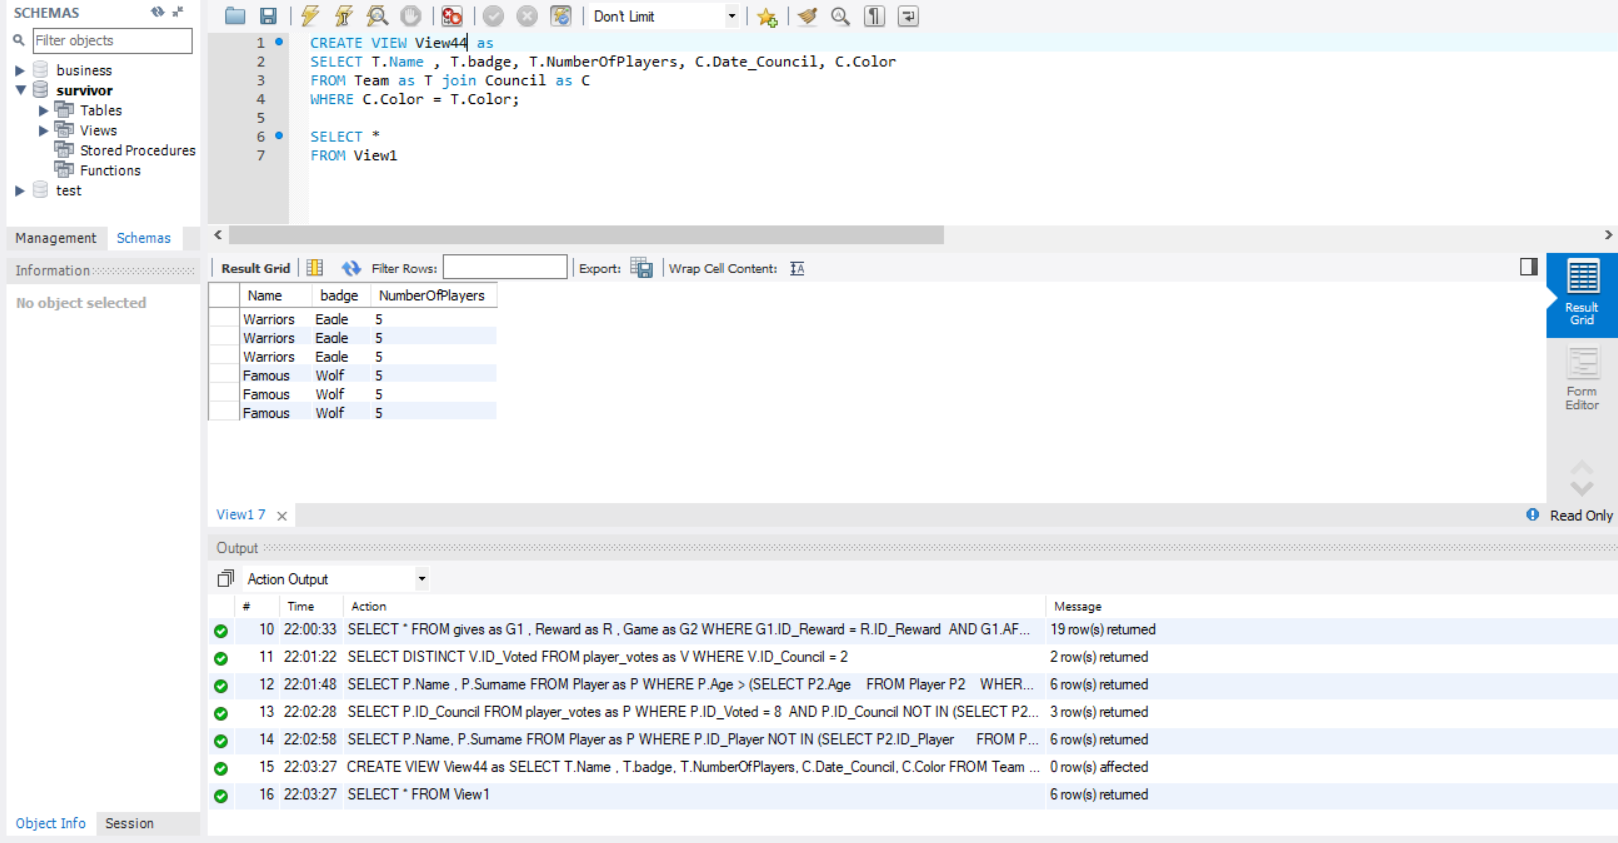 SCHEMAS
Filter objects
business
survivor
Tables
Views
Stored Procedures
Functions
test
Management Schemas
Information
No object selected
Object Info Session
Don't Limit
1 CREATE VIEW View44 as
2 SELECT T.Name , T.badge, T.NumberOfPlayers, C.Date_Council, C.Color
3 FROM Team as T join Council as C
4 WHERE C.Color = T.Color;
5
6 SELECT *
7 FROM View1
Result Grid Filter Rows: Export: Wrap Cell Content: IA
Name badge NumberOfPlayers
Warriors Eagle 5
Warriors Eagle 5
Warriors Eagle 5
Famous Wolf 5
Famous Wolf 5
Famous Wolf 5
Result
Grid
Form
Editor
View1 7 Read Only
Output
Action Output
# Time Action Message
10 22:00:33 SELECT * FROM gives as G1 , Reward as R , Game as G2 WHERE G1.ID_Reward = R.ID_Reward AND G1.AF... 19 row(s) returned
11 22:01:22 SELECT DISTINCT V.ID_Voted FROM player_votes as V WHERE V.ID_Council = 2 2 row(s) returned
12 22:01:48 SELECT P.Name , P.Surname FROM Player as P WHERE P.Age > (SELECT P2.Age FROM Player P2 WHER... 6 row(s) returned
13 22:02:28 SELECT P.ID_Council FROM player_votes as P WHERE P.ID_Voted = 8 AND P.ID_Council NOT IN (SELECT P2... 3 row(s) returned
14 22:02:58 SELECT P.Name, P.Surname FROM Player as P WHERE P.ID_Player NOT IN (SELECT P2.ID_Player FROM P... 6 row(s) returned
15 22:03:27 CREATE VIEW View44 as SELECT T.Name , T.badge, T.NumberOfPlayers, C.Date_Council, C.Color FROM Team ... 0 row(s) affected
16 22:03:27 SELECT * FROM View1 6 row(s) returned